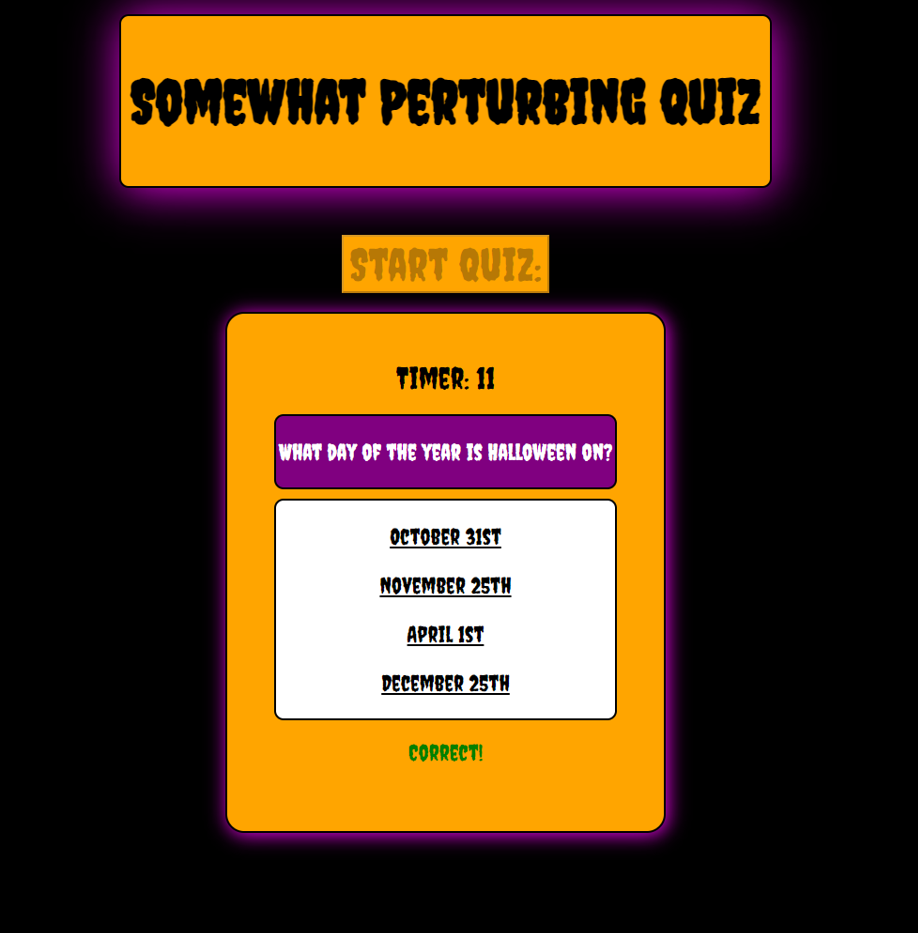 SOMEWHAT PERTURBING QUIZ
START QUIZ:
TIMER: 11
WHAT DAY OF THE YEAR IS HALLOWEEN ON?
OCTOBER 31ST
NOVEMBER 25TH
APRIL 1ST
DECEMBER 25TH
CORRECT!